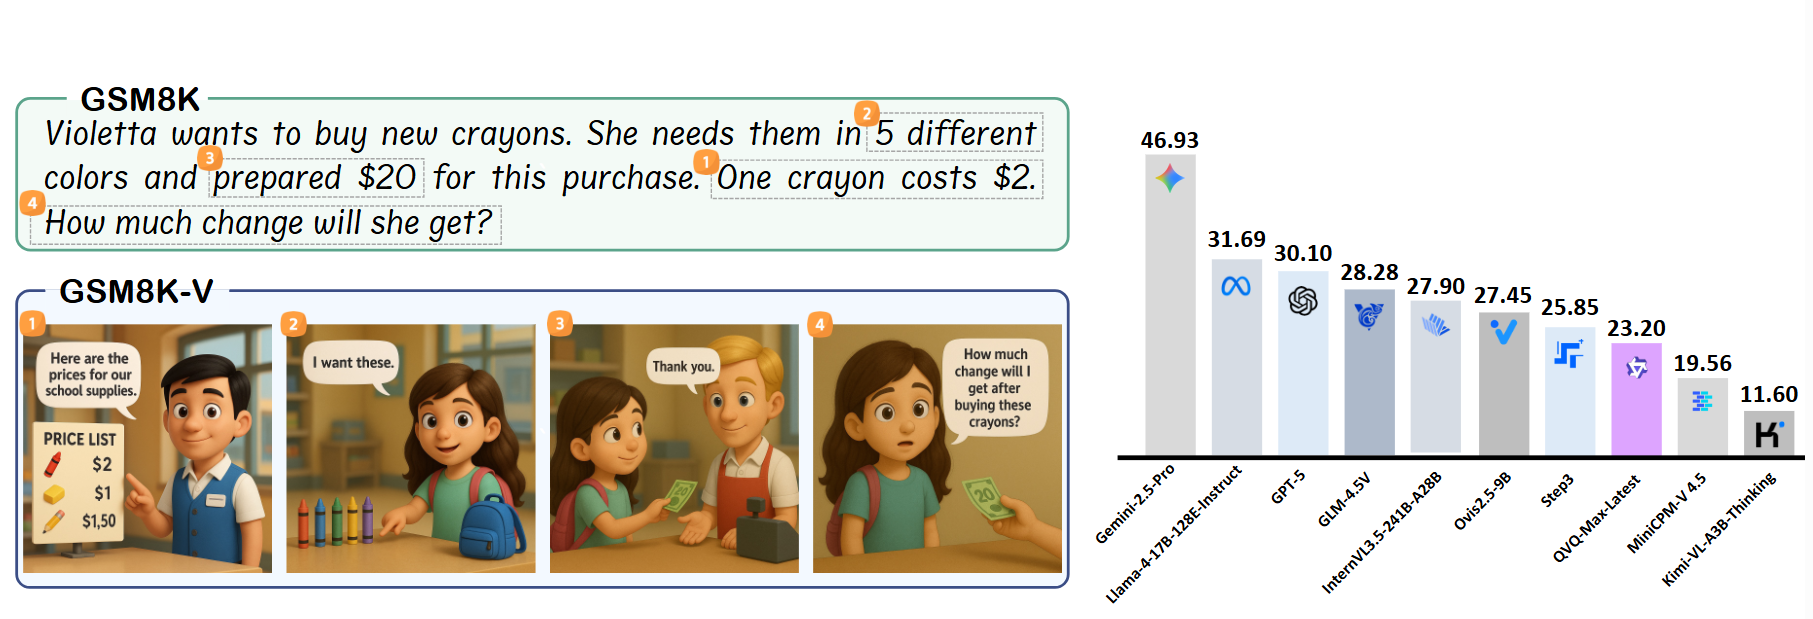 GSM8K
2
Violetta wants to buy new crayons. She needs them in 5 different
3
1
colors and prepared $20 for this purchase. One crayon costs $2.
4
How much change will she get?
GSM8K-V
1
Here are the
prices for our
school supplies.
PRICE LIST
$2
$1
$1,50
2
I want these.
3
Thank you.
20
4
How much
change will I
get after
buying these
crayons?
20
46.93
31.69
30.10
28.28
27.90
27.45
25.85
23.20
19.56
11.60
K
Gemini-2.5-Pro
Llama-4-17B-128E-Instruct
GPT-5
GLM-4.5V
InternVL3.5-241B-A28B
Ovis2.5-9B
Step3
QVQ-Max-Latest
MiniCPM-V 4.5
Kimi-VL-A3B-Thinking